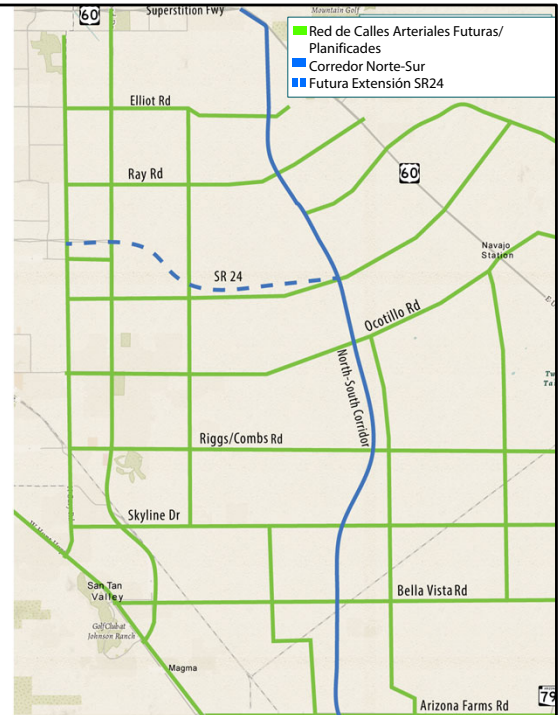 60
Superstition Fwy
Mountain Golf
Red de Calles Arteriales Futuras/
Planificades
Corredor Norte-Sur
Futura Extensión SR24
Elliot Rd
Ray Rd
60
Navajo
Station
SR 24
Ocotillo Rd
North-South Corridor
Riggs/Combs Rd
Skyline Dr
San Tan
Valley
Bella Vista Rd
Golf Club at
Johnson Ranch
Magma
Arizona Farms Rd
79